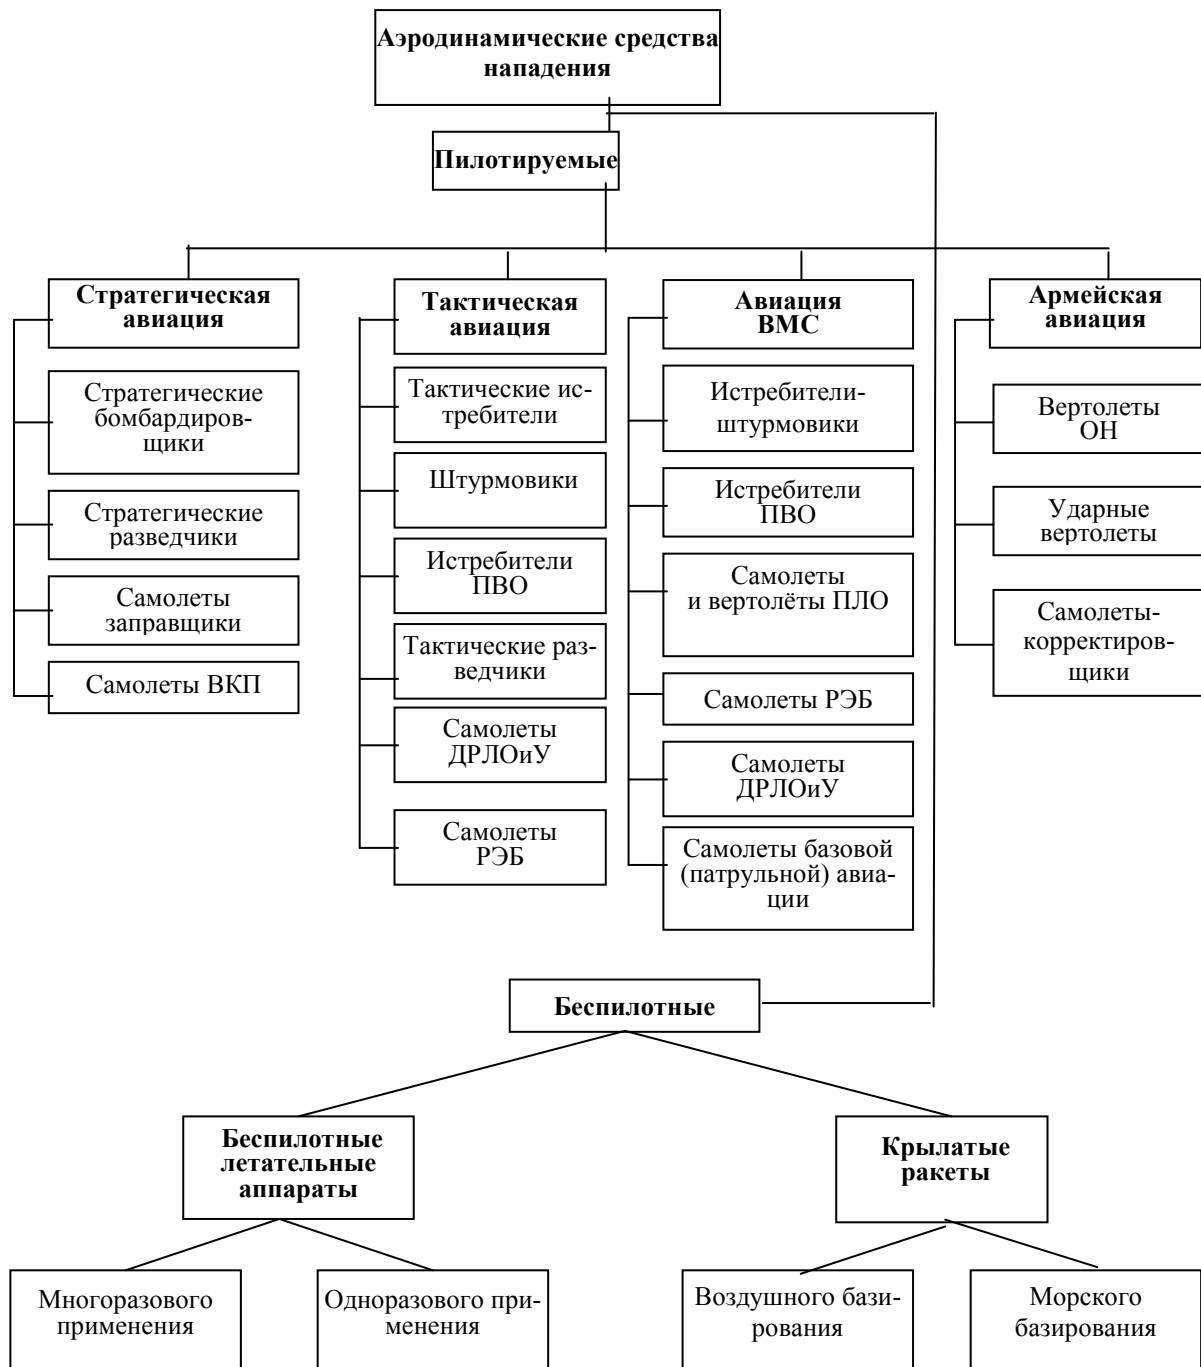 Аэродинамические средства
нападения
Пилотируемые
Стратегическая
авиация
Стратегические
бомбардиров-
щики
Стратегические
разведчики
Самолеты
заправщики
Самолеты ВКП
Тактическая
авиация
Тактические ис-
требители
Штурмовики
Истребители
ПВО
Тактические раз-
ведчики
Самолеты
ДРЛОиУ
Самолеты
РЭБ
Авиация
ВМС
Истребители-
штурмовики
Истребители
ПВО
Самолеты
и вертолёты ПЛО
Самолеты РЭБ
Самолеты
ДРЛОиУ
Самолеты базовой
(патрульной) авиа-
ции
Армейская
авиация
Вертолеты
ОН
Ударные
вертолеты
Самолеты-
корректиров-
щики
Беспилотные
Беспилотные
летательные
аппараты
Многоразового
применения
Одноразового при-
менения
Крылатые
ракеты
Воздушного бази-
рования
Морского
базирования